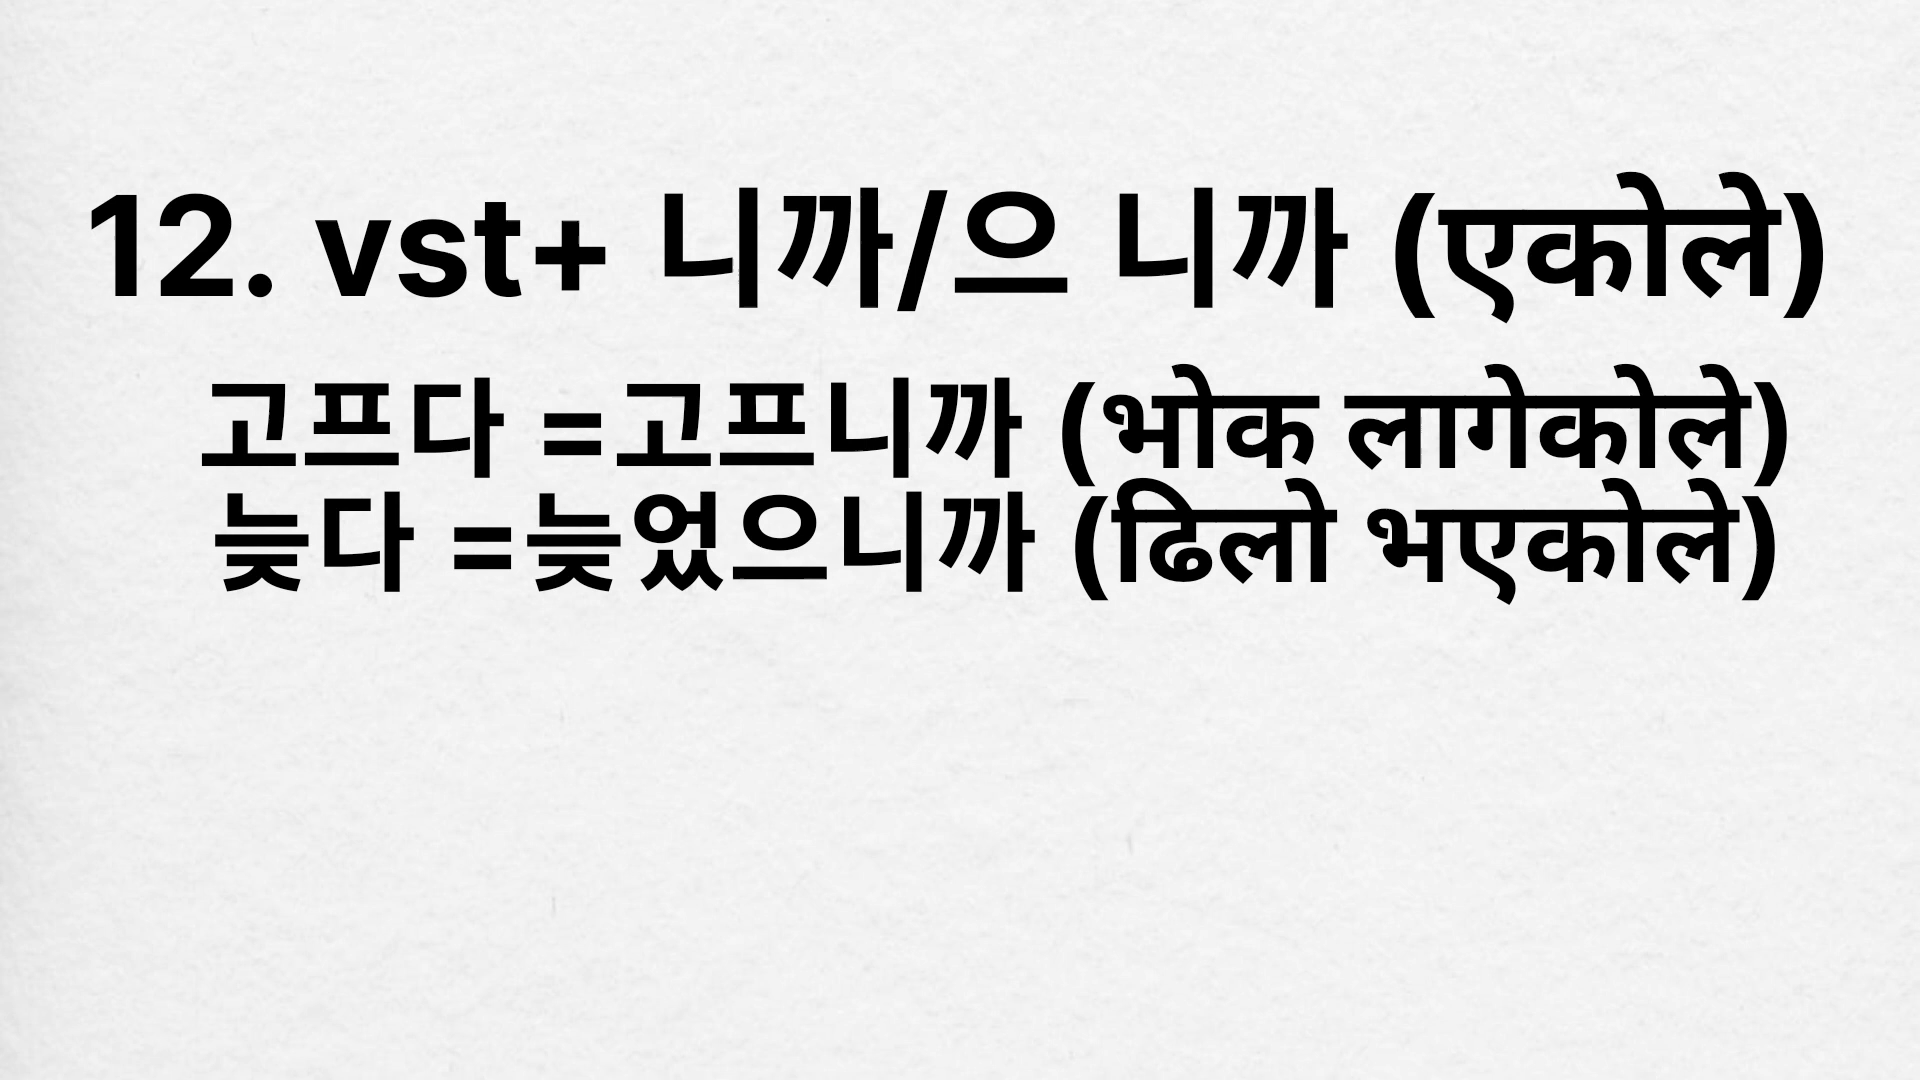 12. vst+ 니까/으 니까 (एकोले)
고프다 =고프니까 (भोक लागेकोले)
늦다 =늦었으니까 (ढिलो भएकोले)